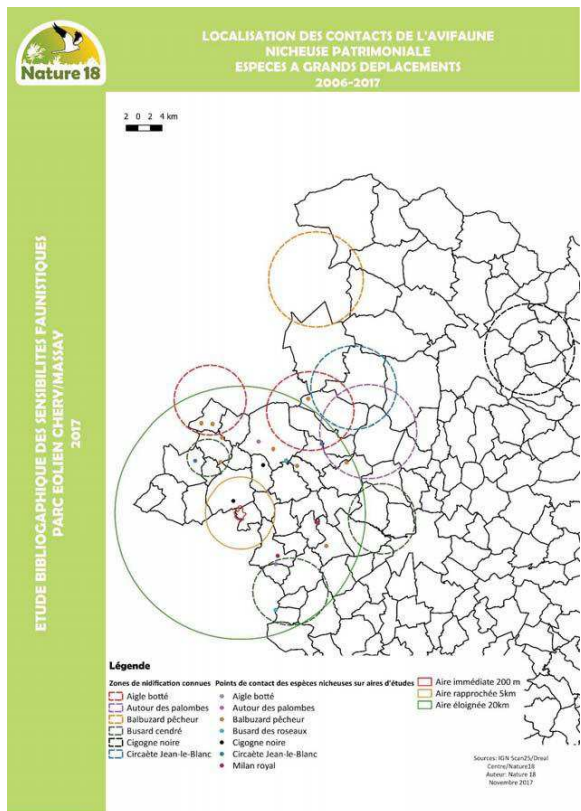 Nature 18
LOCALISATION DES CONTACTS DE L'AVIFAUNE
NICHEUSE PATRIMONIALE
ESPECES A GRANDS DEPLACEMENTS
2006-2017
ETUDE BIBLIOGAPHIQUE DES SENSIBILITES FAUNISTIQUES
PARC EOLIEN CHERY/MASSAY
2017
2 0 2 4 km
Légende
Zones de nidification connues
Aigle botté
Autour des palombes
Balbuzard pêcheur
Busard cendré
Cigogne noire
Circaète Jean-le-Blanc
Points de contact des espèces nicheuses sur aires d'études
Aigle botté
Autour des palombes
Balbuzard pêcheur
Busard des roseaux
Cigogne noire
Circaète Jean-le-Blanc
Milan royal
Aire immédiate 200 m
Aire rapprochée 5km
Aire éloignée 20km
Sources: IGN Scan25/Dreal
Centre/Nature18
Auteur: Nature 18
Novembre 2017